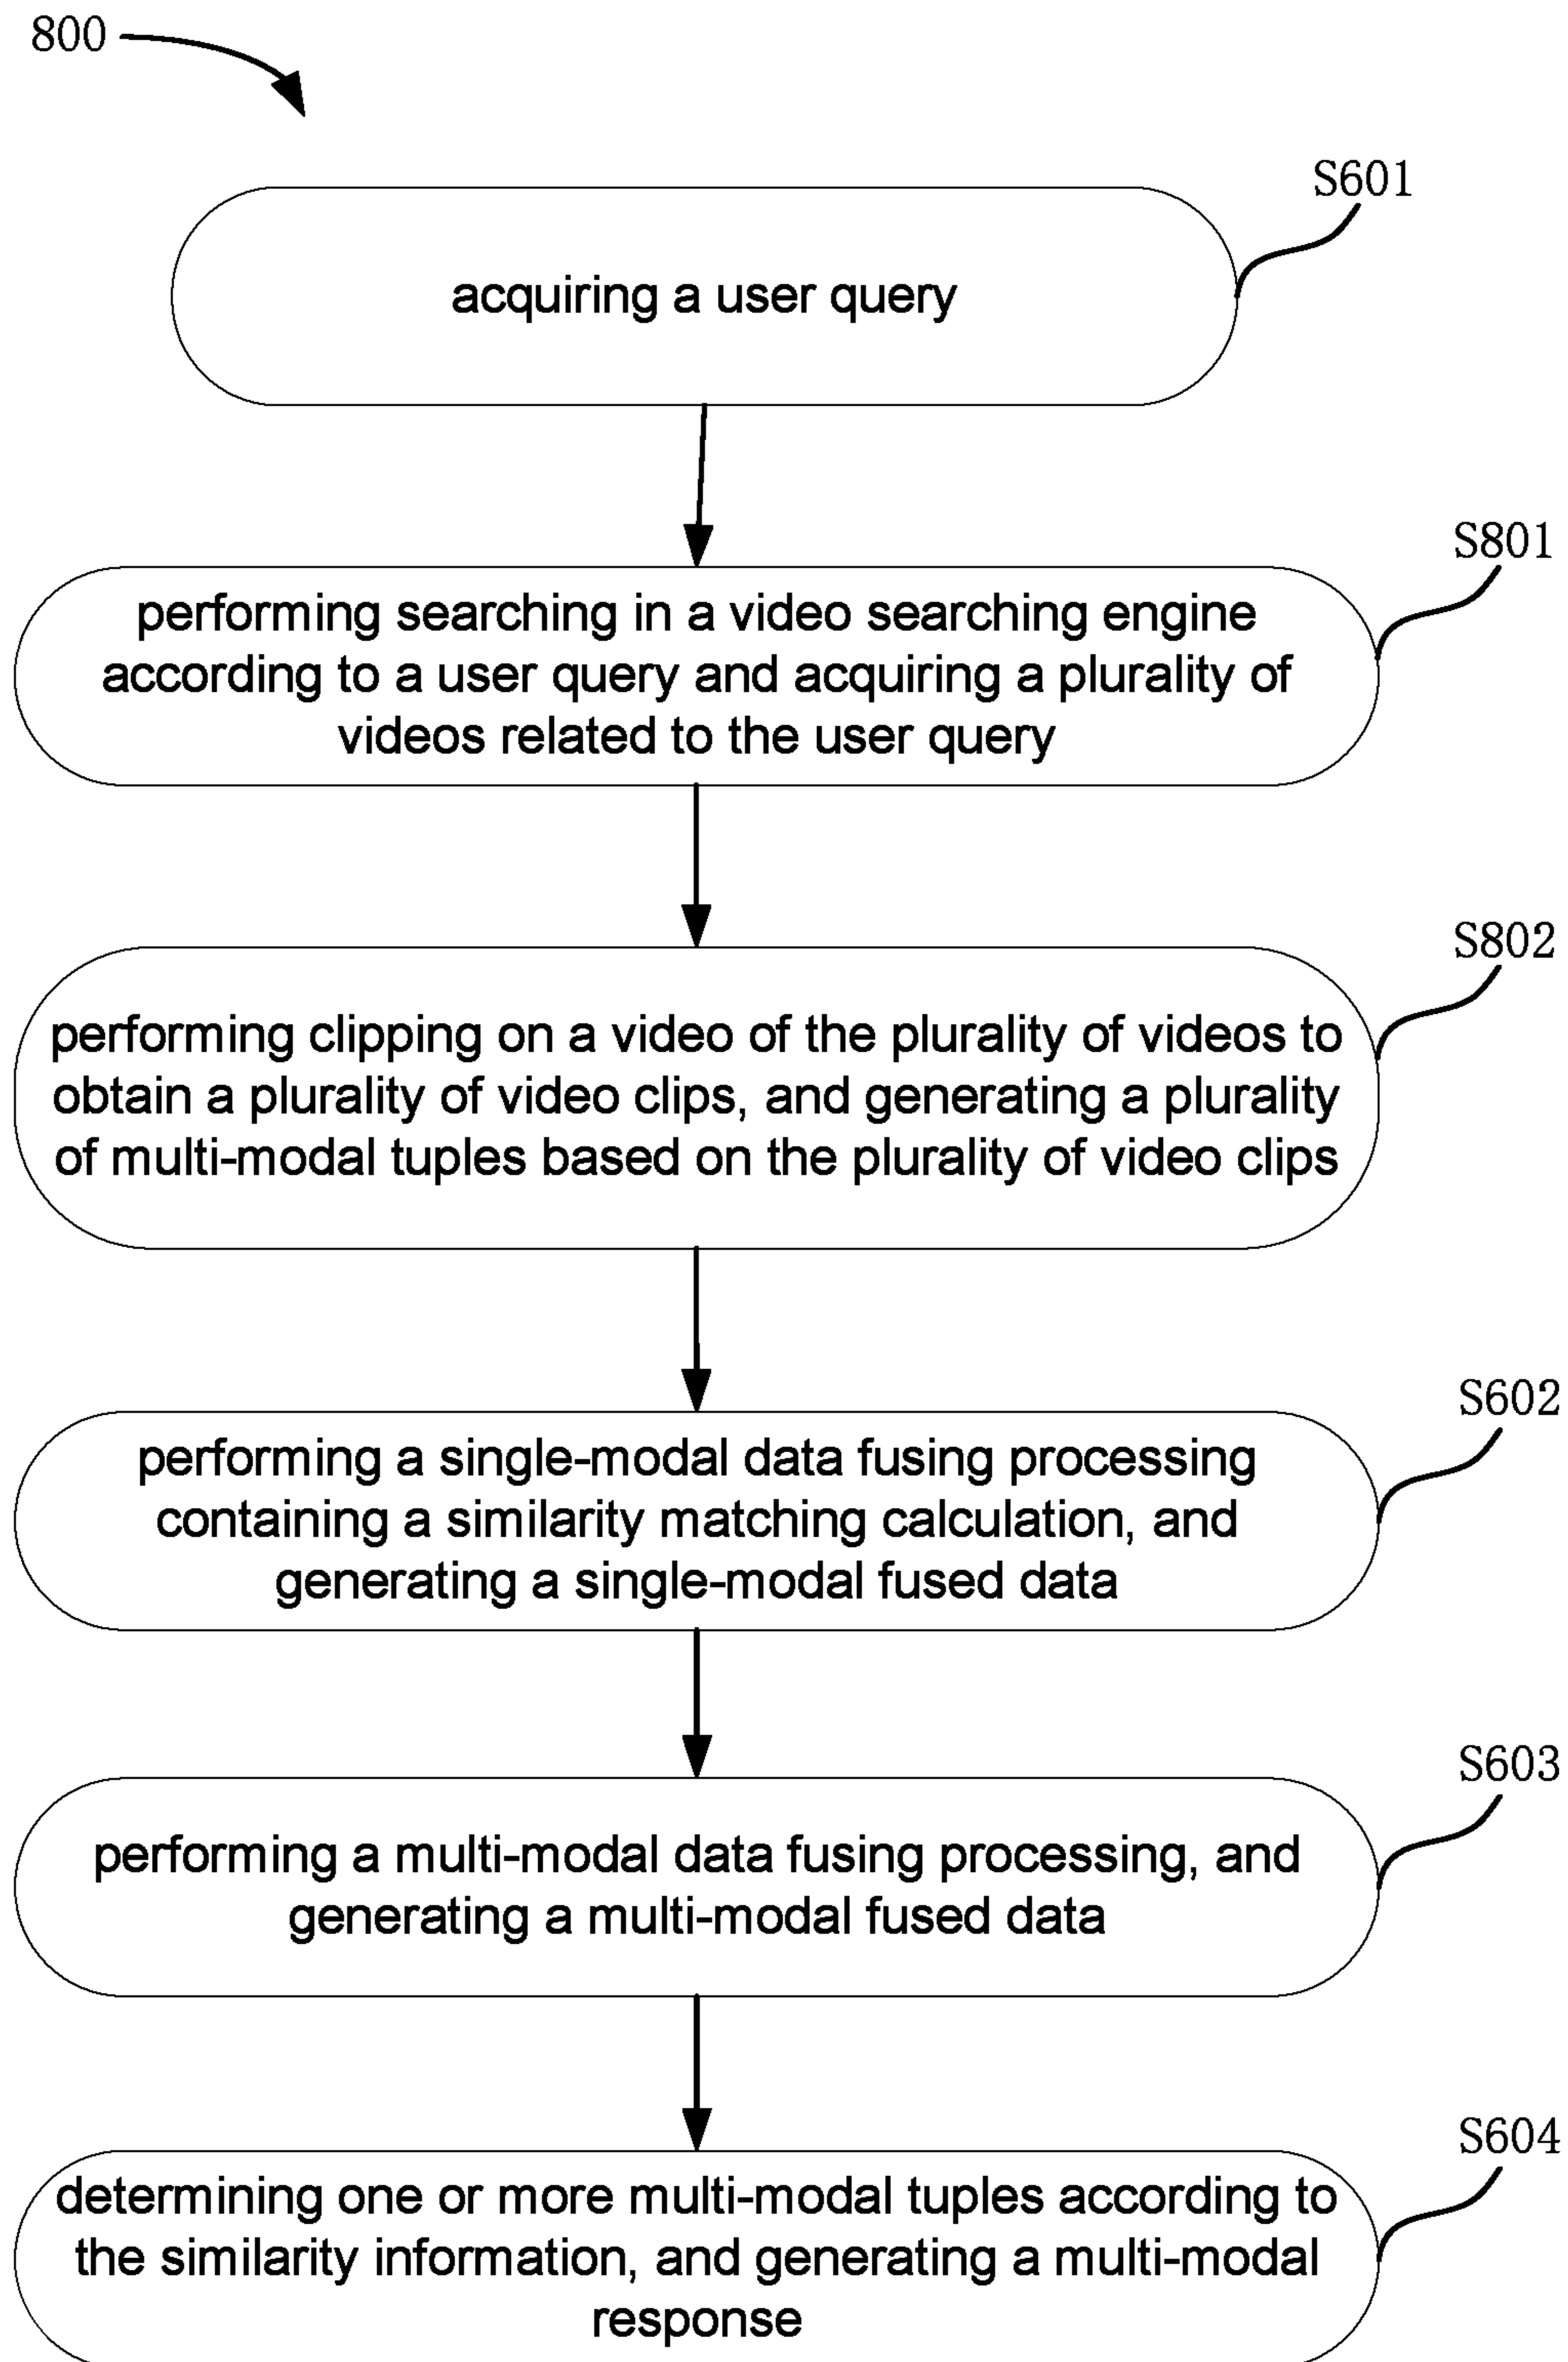 800
S601
acquiring a user query
S801
performing searching in a video searching engine
according to a user query and acquiring a plurality of
videos related to the user query
S802
performing clipping on a video of the plurality of videos to
obtain a plurality of video clips, and generating a plurality
of multi-modal tuples based on the plurality of video clips
S602
performing a single-modal data fusing processing
containing a similarity matching calculation, and
generating a single-modal fused data
S603
performing a multi-modal data fusing processing, and
generating a multi-modal fused data
S604
determining one or more multi-modal tuples according to
the similarity information, and generating a multi-modal
response